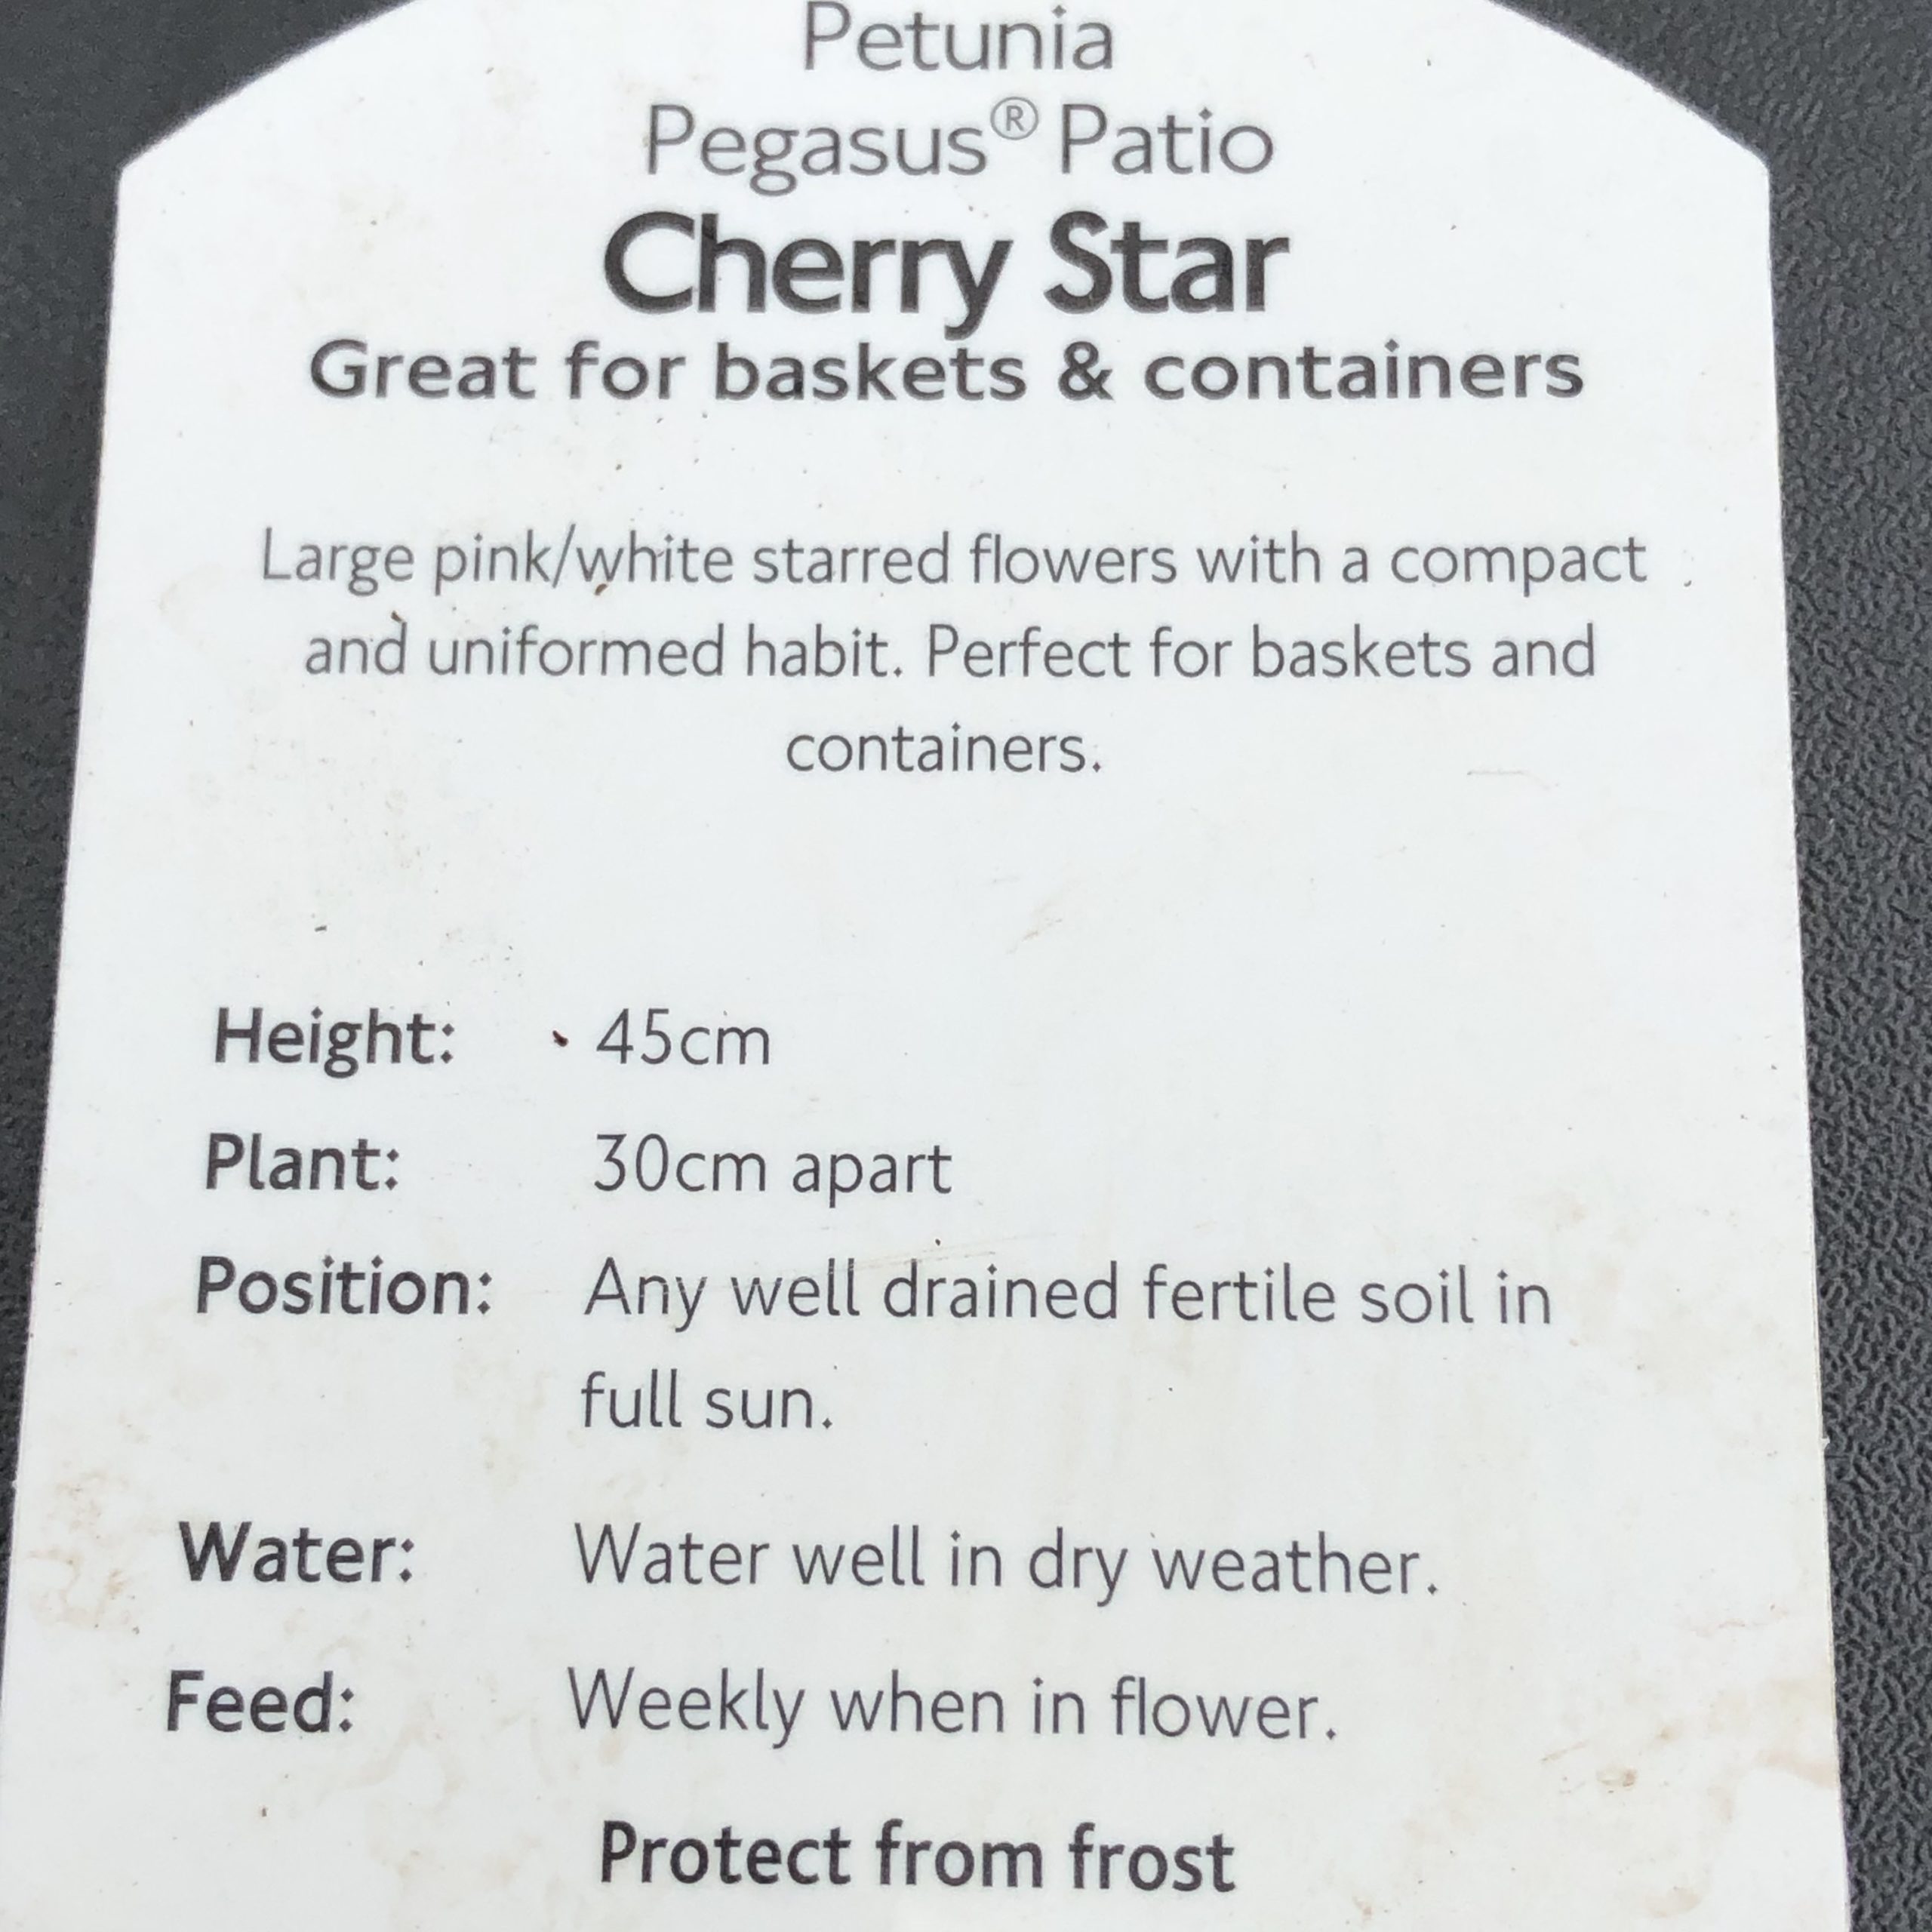 Petunia
Pegasus® Patio
Cherry Star
Great for baskets & containers
Large pink/white starred flowers with a compact
and uniformed habit. Perfect for baskets and
containers.
Height: 45cm
Plant: 30cm apart
Position: Any well drained fertile soil in
full sun.
Water: Water well in dry weather.
Feed: Weekly when in flower.
Protect from frost